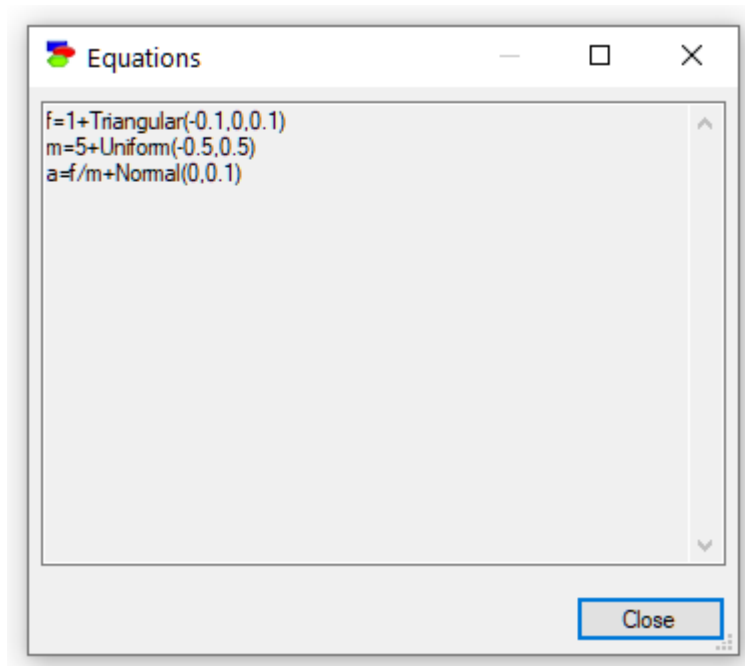 Equations
f=1+Triangular(-0.1,0,0.1)
m=5+Uniform(-0.5,0.5)
a=f/m+Normal(0,0.1)
Close